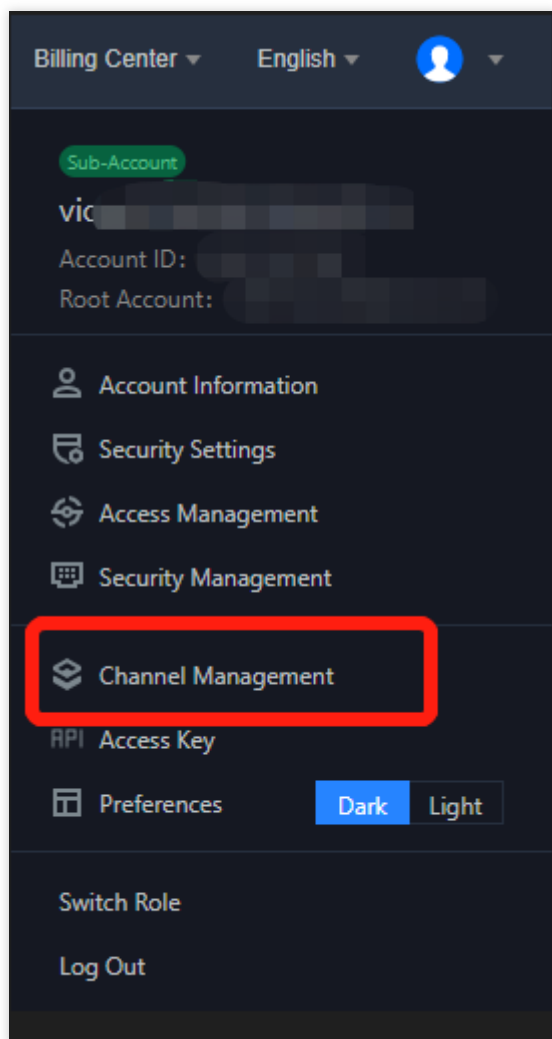 Billing Center English
Sub-Account
vic
Account ID:
Root Account:
Account Information
Security Settings
Access Management
Security Management
Channel Management
API Access Key
Preferences Dark Light
Switch Role
Log Out